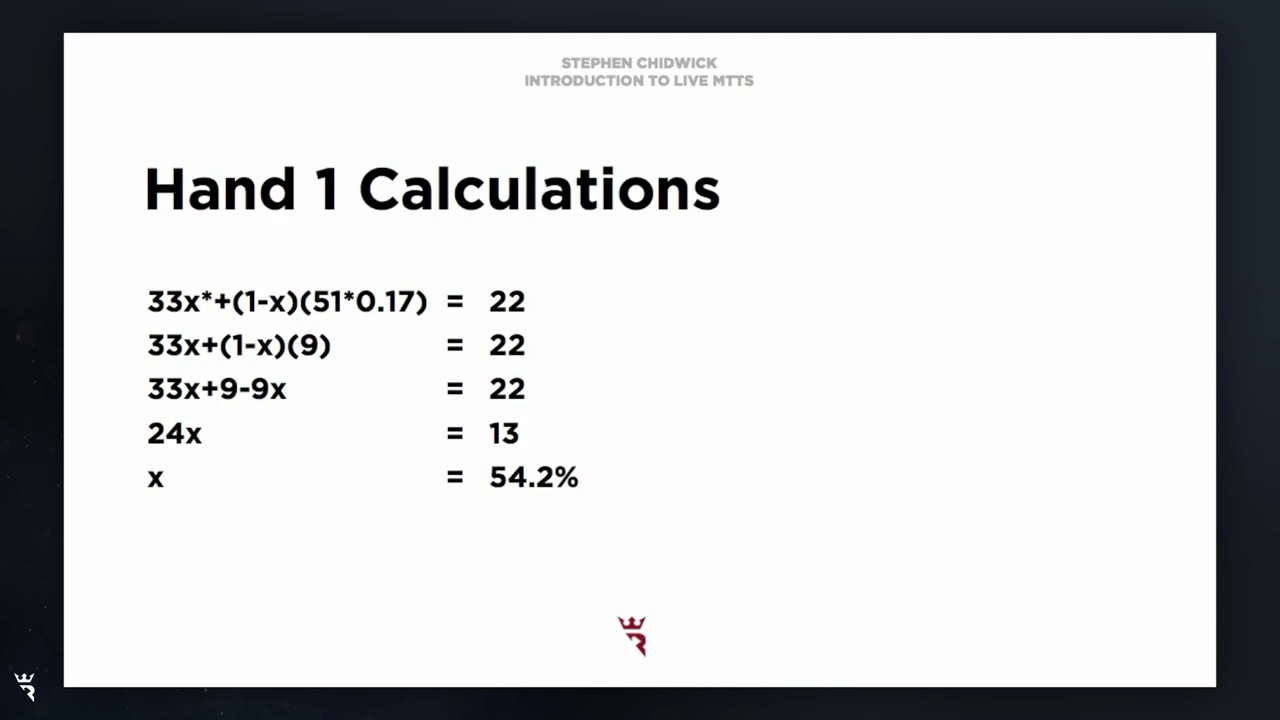 STEPHEN CHIDWICK
INTRODUCTION TO LIVE MTTS
Hand 1 Calculations
33x*+(1-x)(51*0.17) = 22
33x+(1-x)(9) = 22
33x+9-9x = 22
24x = 13
x = 54.2%